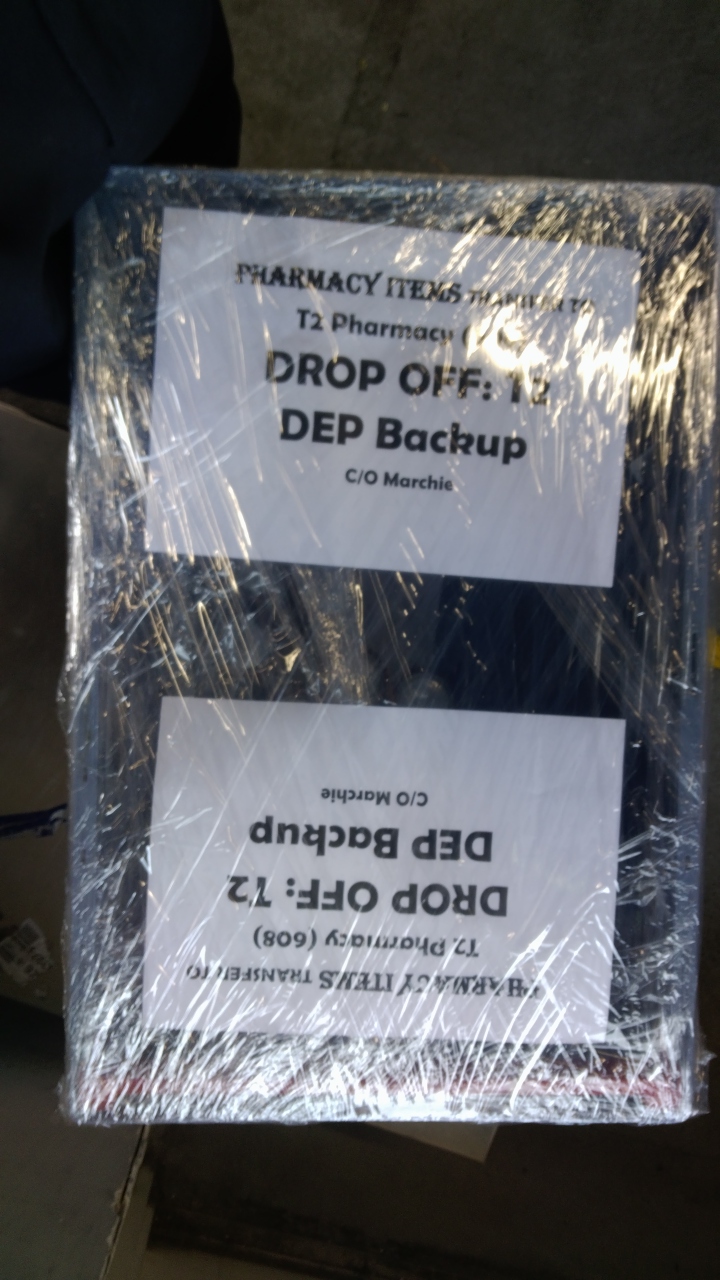 PHARMACY ITEMS TRANSFER TO
T2 Pharmacy (
DROP OFF: T2
DEP Backup
C/O Marchie
PHARMACY ITEMS TRANSFER TO
T2 Pharmacy (608)
DROP OFF: T2
DEP Backup
C/O Marchie